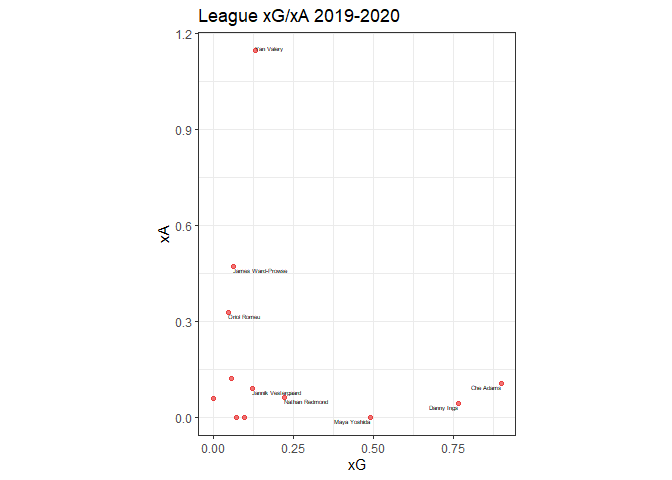 League xG/xA 2019-2020
1.2
Yan Valery
0.9
xA
0.6
James Ward-Prowse
0.3
Oriol Romeu
Che Adams
Jannik Vestergaard
Nathan Redmond
Danny Ings
0.0
Maya Yoshida
0.00
0.25
0.50
0.75
xG